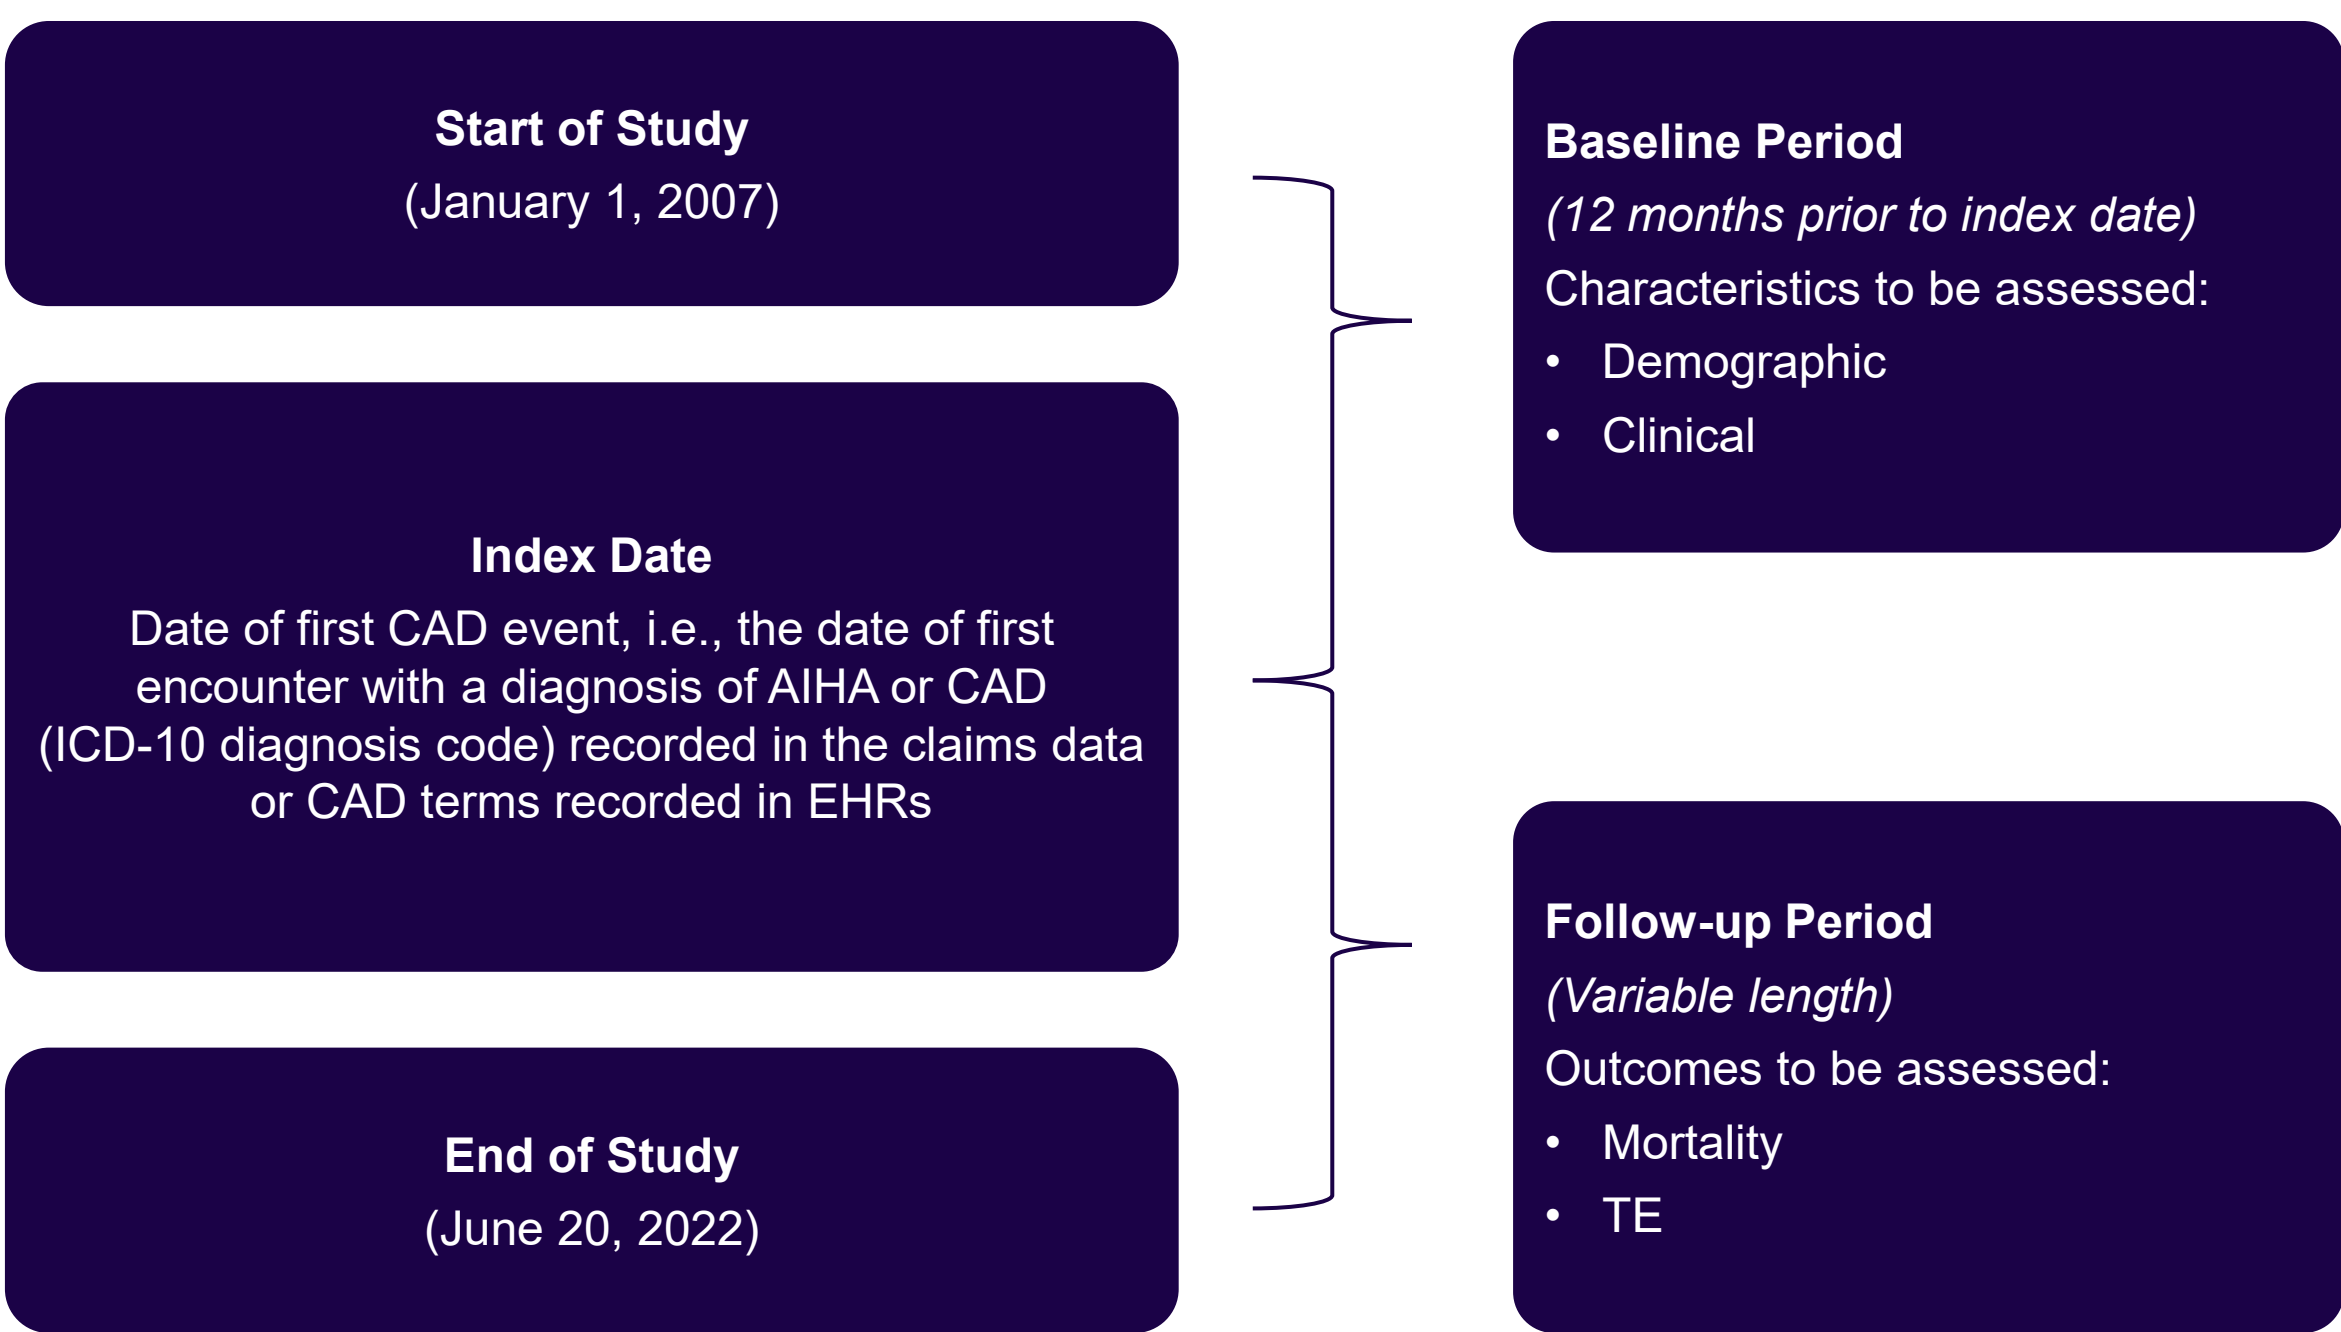 Start of Study
(January 1, 2007)
Index Date
Date of first CAD event, i.e., the date of first
encounter with a diagnosis of AIHA or CAD
(ICD-10 diagnosis code) recorded in the claims data
or CAD terms recorded in EHRs
End of Study
(June 20, 2022)
Baseline Period
(12 months prior to index date)
Characteristics to be assessed:
• Demographic
• Clinical
Follow-up Period
(Variable length)
Outcomes to be assessed:
• Mortality
• TE